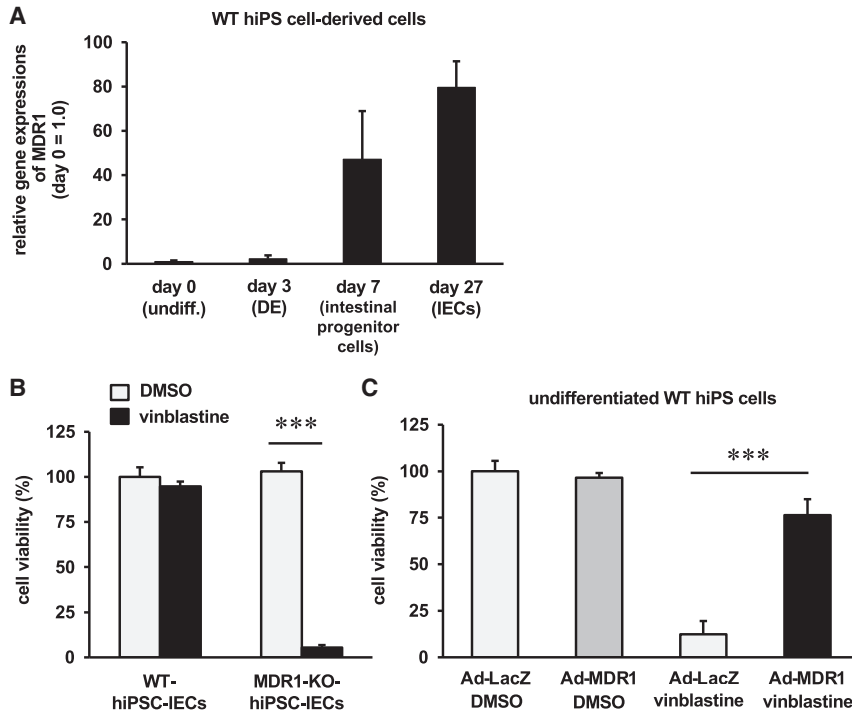 A
WT hiPS cell-derived cells
relative gene expressions
of MDR1
(day 0 = 1.0)
100
80
60
40
20
0
day 0
(undiff.)
day 3
(DE)
day 7
(intestinal
progenitor
cells)
day 27
(IECs)
B
DMSO
vinblastine
cell viability (%)
125
100
75
50
25
0
***
WT-
hiPSC-IECs
MDR1-KO-
hiPSC-IECs
C
undifferentiated WT hiPS cells
cell viability (%)
125
100
75
50
25
0
***
Ad-LacZ
DMSO
Ad-MDR1
DMSO
Ad-LacZ
vinblastine
Ad-MDR1
vinblastine